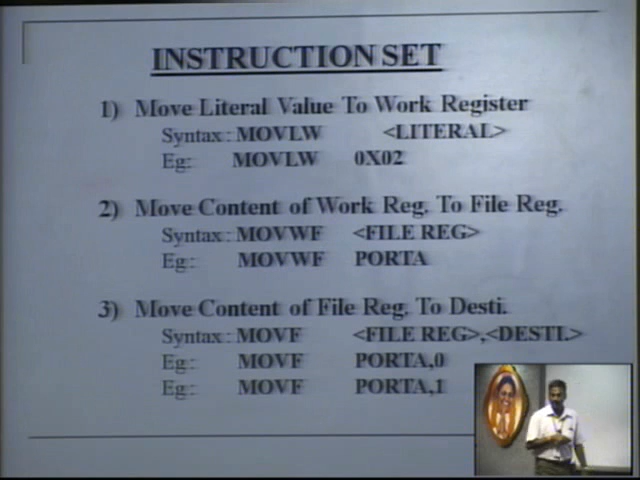 INSTRUCTION SET
1) Move Literal Value To Work Register
Syntax: MOVLW <LITERAL>
Eg: MOVLW 0X02
2) Move Content of Work Reg. To File Reg.
Syntax: MOVWF <FILE REG>
Eg: MOVWF PORTA
3) Move Content of File Reg. To Desti.
Syntax: MOVF <FILE REG>,<DESTI.>
Eg: MOVF PORTA,0
Eg: MOVF PORTA,1